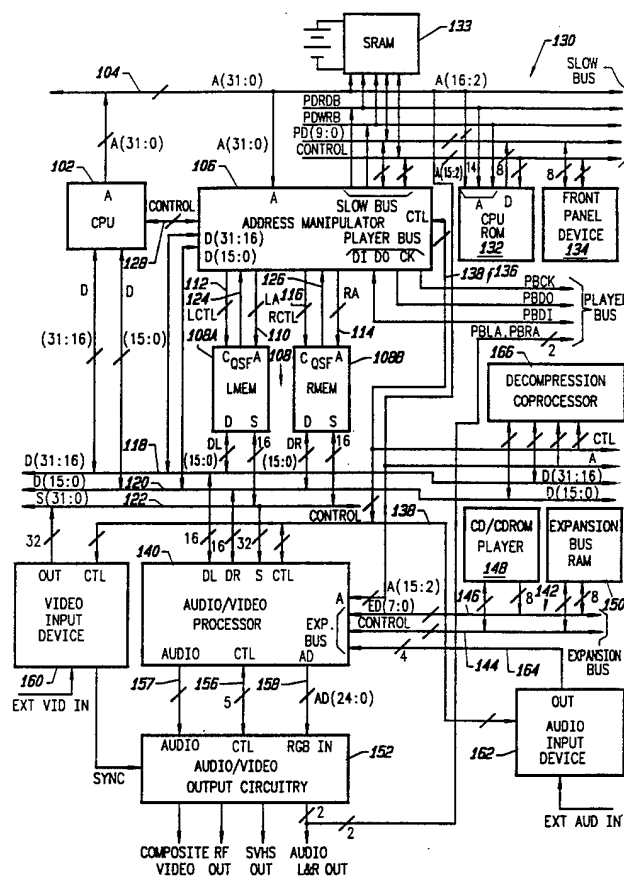 SRAM
133
130
104
A(31:0)
A(16:2)
SLOW
BUS
PDRDB
PDWRB
PD(9:0)
CONTROL
A(31:0)
A(31:0)
102
106
A
CPU
CONTROL
128
A
SLOW BUS
CTL
ADDRESS MANIPULATOR
D(31:16)
PLAYER BUS
D(15:0)
DI DO CK
A(15:2)
14
8
A D
CPU
ROM
132
8
FRONT
PANEL
DEVICE
134
138
136
D
D
(31:16)
(15:0)
112
124
LCTL
LA
116
126
RCTL
RA
110
114
108A
108
108B
C QSF A
LMEM
D S
C QSF A
RMEM
D S
PBCK
PBDO
PBDI
PBLA, PBRA
2
PLAYER
BUS
166
DECOMPRESSION
COPROCESSOR
DL
16
DR
16
(15:0)
(15:0)
118
D(31:16)
120
D(15:0)
S(31:0)
122
CTL
A
D(31:16)
D(15:0)
CONTROL
138
32
16
16
32
OUT CTL
VIDEO
INPUT
DEVICE
160
EXT VID IN
140
DL DR S CTL
AUDIO/VIDEO
PROCESSOR
A
EXP.
BUS
AUDIO CTL AD
A(15:2)
ED(7:0)
CONTROL
4
CD/CDROM
PLAYER
148
EXPANSION
BUS
RAM
150
146
8
142
8
144
164
EXPANSION
BUS
157
156
158
5
AD(24:0)
AUDIO CTL RGB IN
152
AUDIO/VIDEO
OUTPUT CIRCUITRY
SYNC
OUT
AUDIO
INPUT
DEVICE
162
2
2
EXT AUD IN
COMPOSITE
VIDEO
RF
OUT
SVHS
OUT
AUDIO
L&R OUT